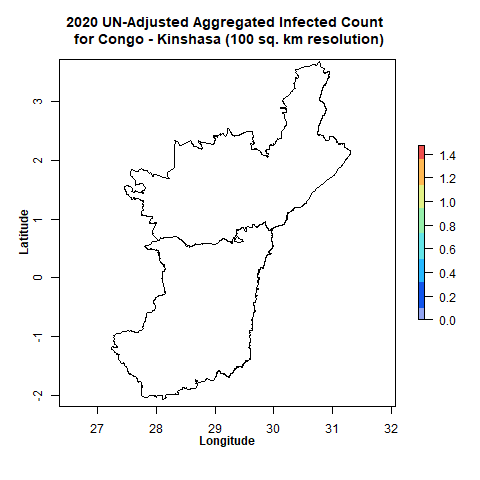 2020 UN-Adjusted Aggregated Infected Count
for Congo - Kinshasa (100 sq. km resolution)
3
2
1
0
-1
-2
Latitude
27 28 29 30 31 32
Longitude
1.4
1.2
1.0
0.8
0.6
0.4
0.2
0.0